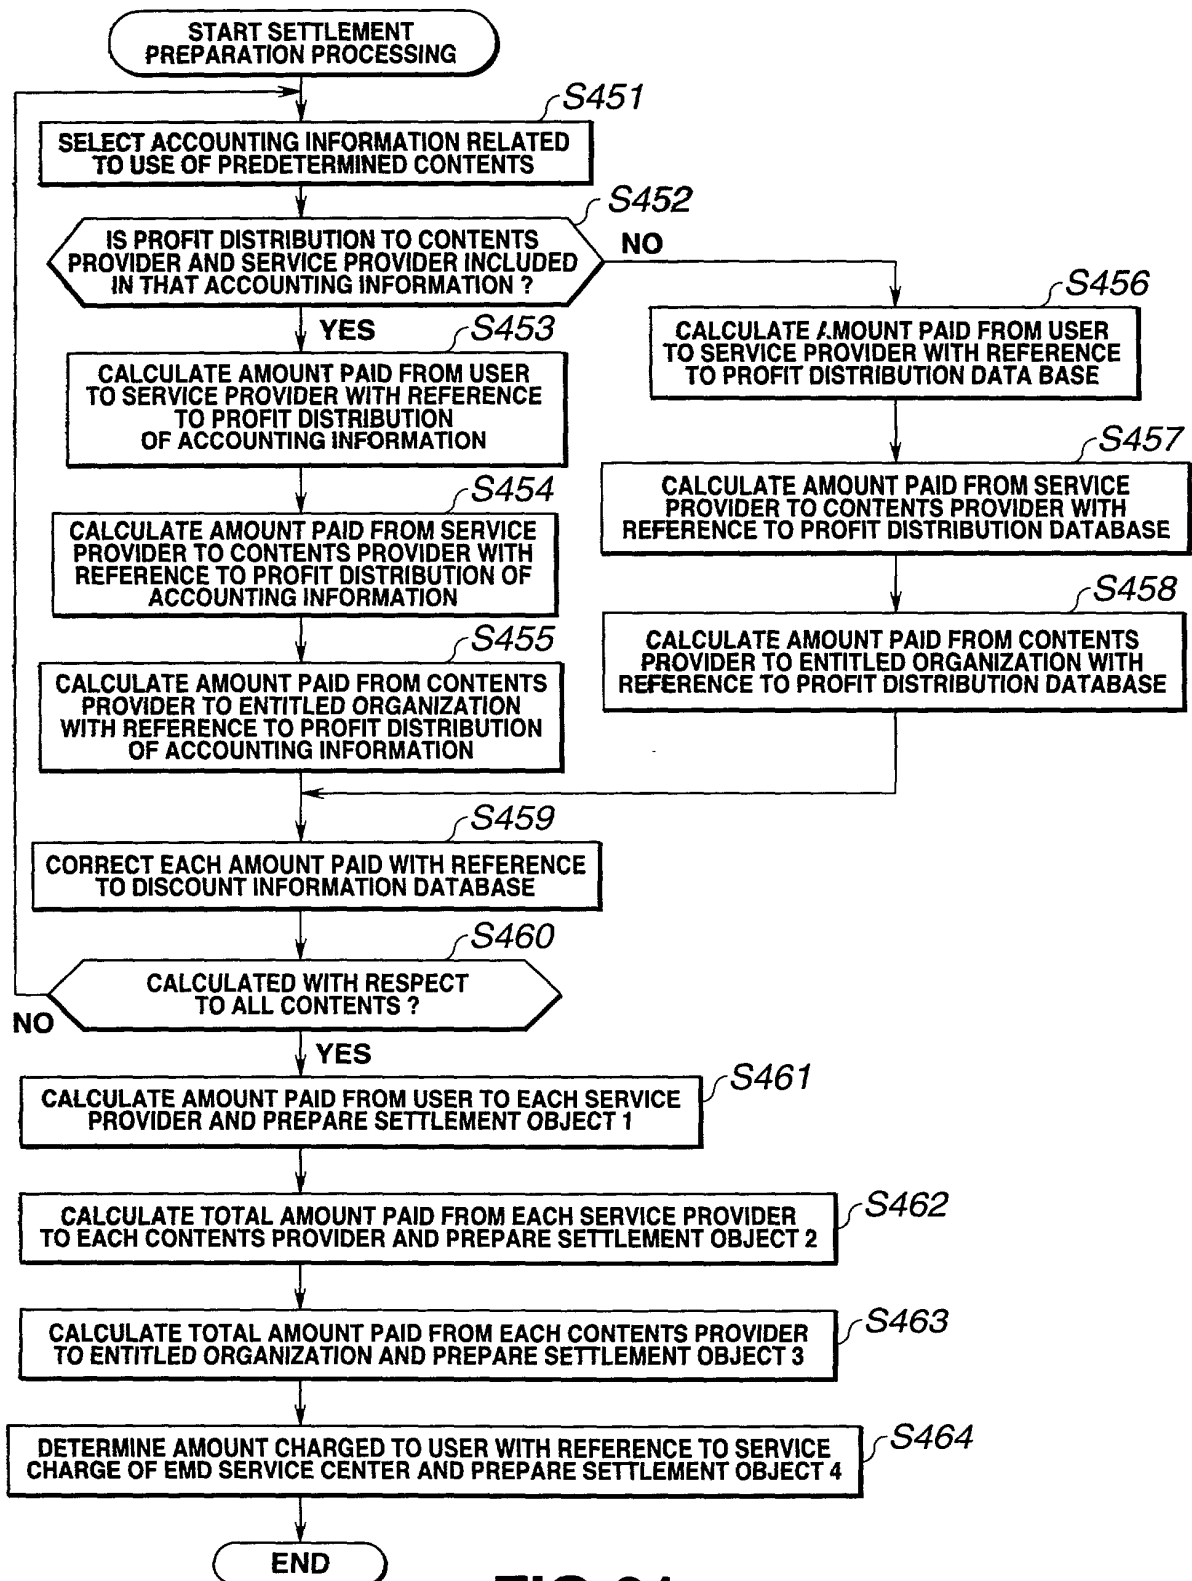 START SETTLEMENT
PREPARATION PROCESSING
S451
SELECT ACCOUNTING INFORMATION RELATED
TO USE OF PREDETERMINED CONTENTS
S452
IS PROFIT DISTRIBUTION TO CONTENTS
PROVIDER AND SERVICE PROVIDER INCLUDED
IN THAT ACCOUNTING INFORMATION ?
NO
YES
S453
CALCULATE AMOUNT PAID FROM USER
TO SERVICE PROVIDER WITH REFERENCE
TO PROFIT DISTRIBUTION
OF ACCOUNTING INFORMATION
S454
CALCULATE AMOUNT PAID FROM SERVICE
PROVIDER TO CONTENTS PROVIDER WITH
REFERENCE TO PROFIT DISTRIBUTION OF
ACCOUNTING INFORMATION
S455
CALCULATE AMOUNT PAID FROM CONTENTS
PROVIDER TO ENTITLED ORGANIZATION
WITH REFERENCE TO PROFIT DISTRIBUTION
OF ACCOUNTING INFORMATION
S456
CALCULATE AMOUNT PAID FROM USER
TO SERVICE PROVIDER WITH REFERENCE
TO PROFIT DISTRIBUTION DATA BASE
S457
CALCULATE AMOUNT PAID FROM SERVICE
PROVIDER TO CONTENTS PROVIDER WITH
REFERENCE TO PROFIT DISTRIBUTION DATABASE
S458
CALCULATE AMOUNT PAID FROM CONTENTS
PROVIDER TO ENTITLED ORGANIZATION WITH
REFERENCE TO PROFIT DISTRIBUTION DATABASE
S459
CORRECT EACH AMOUNT PAID WITH REFERENCE
TO DISCOUNT INFORMATION DATABASE
S460
CALCULATED WITH RESPECT
TO ALL CONTENTS ?
NO
YES
S461
CALCULATE AMOUNT PAID FROM USER TO EACH SERVICE
PROVIDER AND PREPARE SETTLEMENT OBJECT 1
S462
CALCULATE TOTAL AMOUNT PAID FROM EACH SERVICE PROVIDER
TO EACH CONTENTS PROVIDER AND PREPARE SETTLEMENT OBJECT 2
S463
CALCULATE TOTAL AMOUNT PAID FROM EACH CONTENTS PROVIDER
TO ENTITLED ORGANIZATION AND PREPARE SETTLEMENT OBJECT 3
S464
DETERMINE AMOUNT CHARGED TO USER WITH REFERENCE TO SERVICE
CHARGE OF EMD SERVICE CENTER AND PREPARE SETTLEMENT OBJECT 4
END